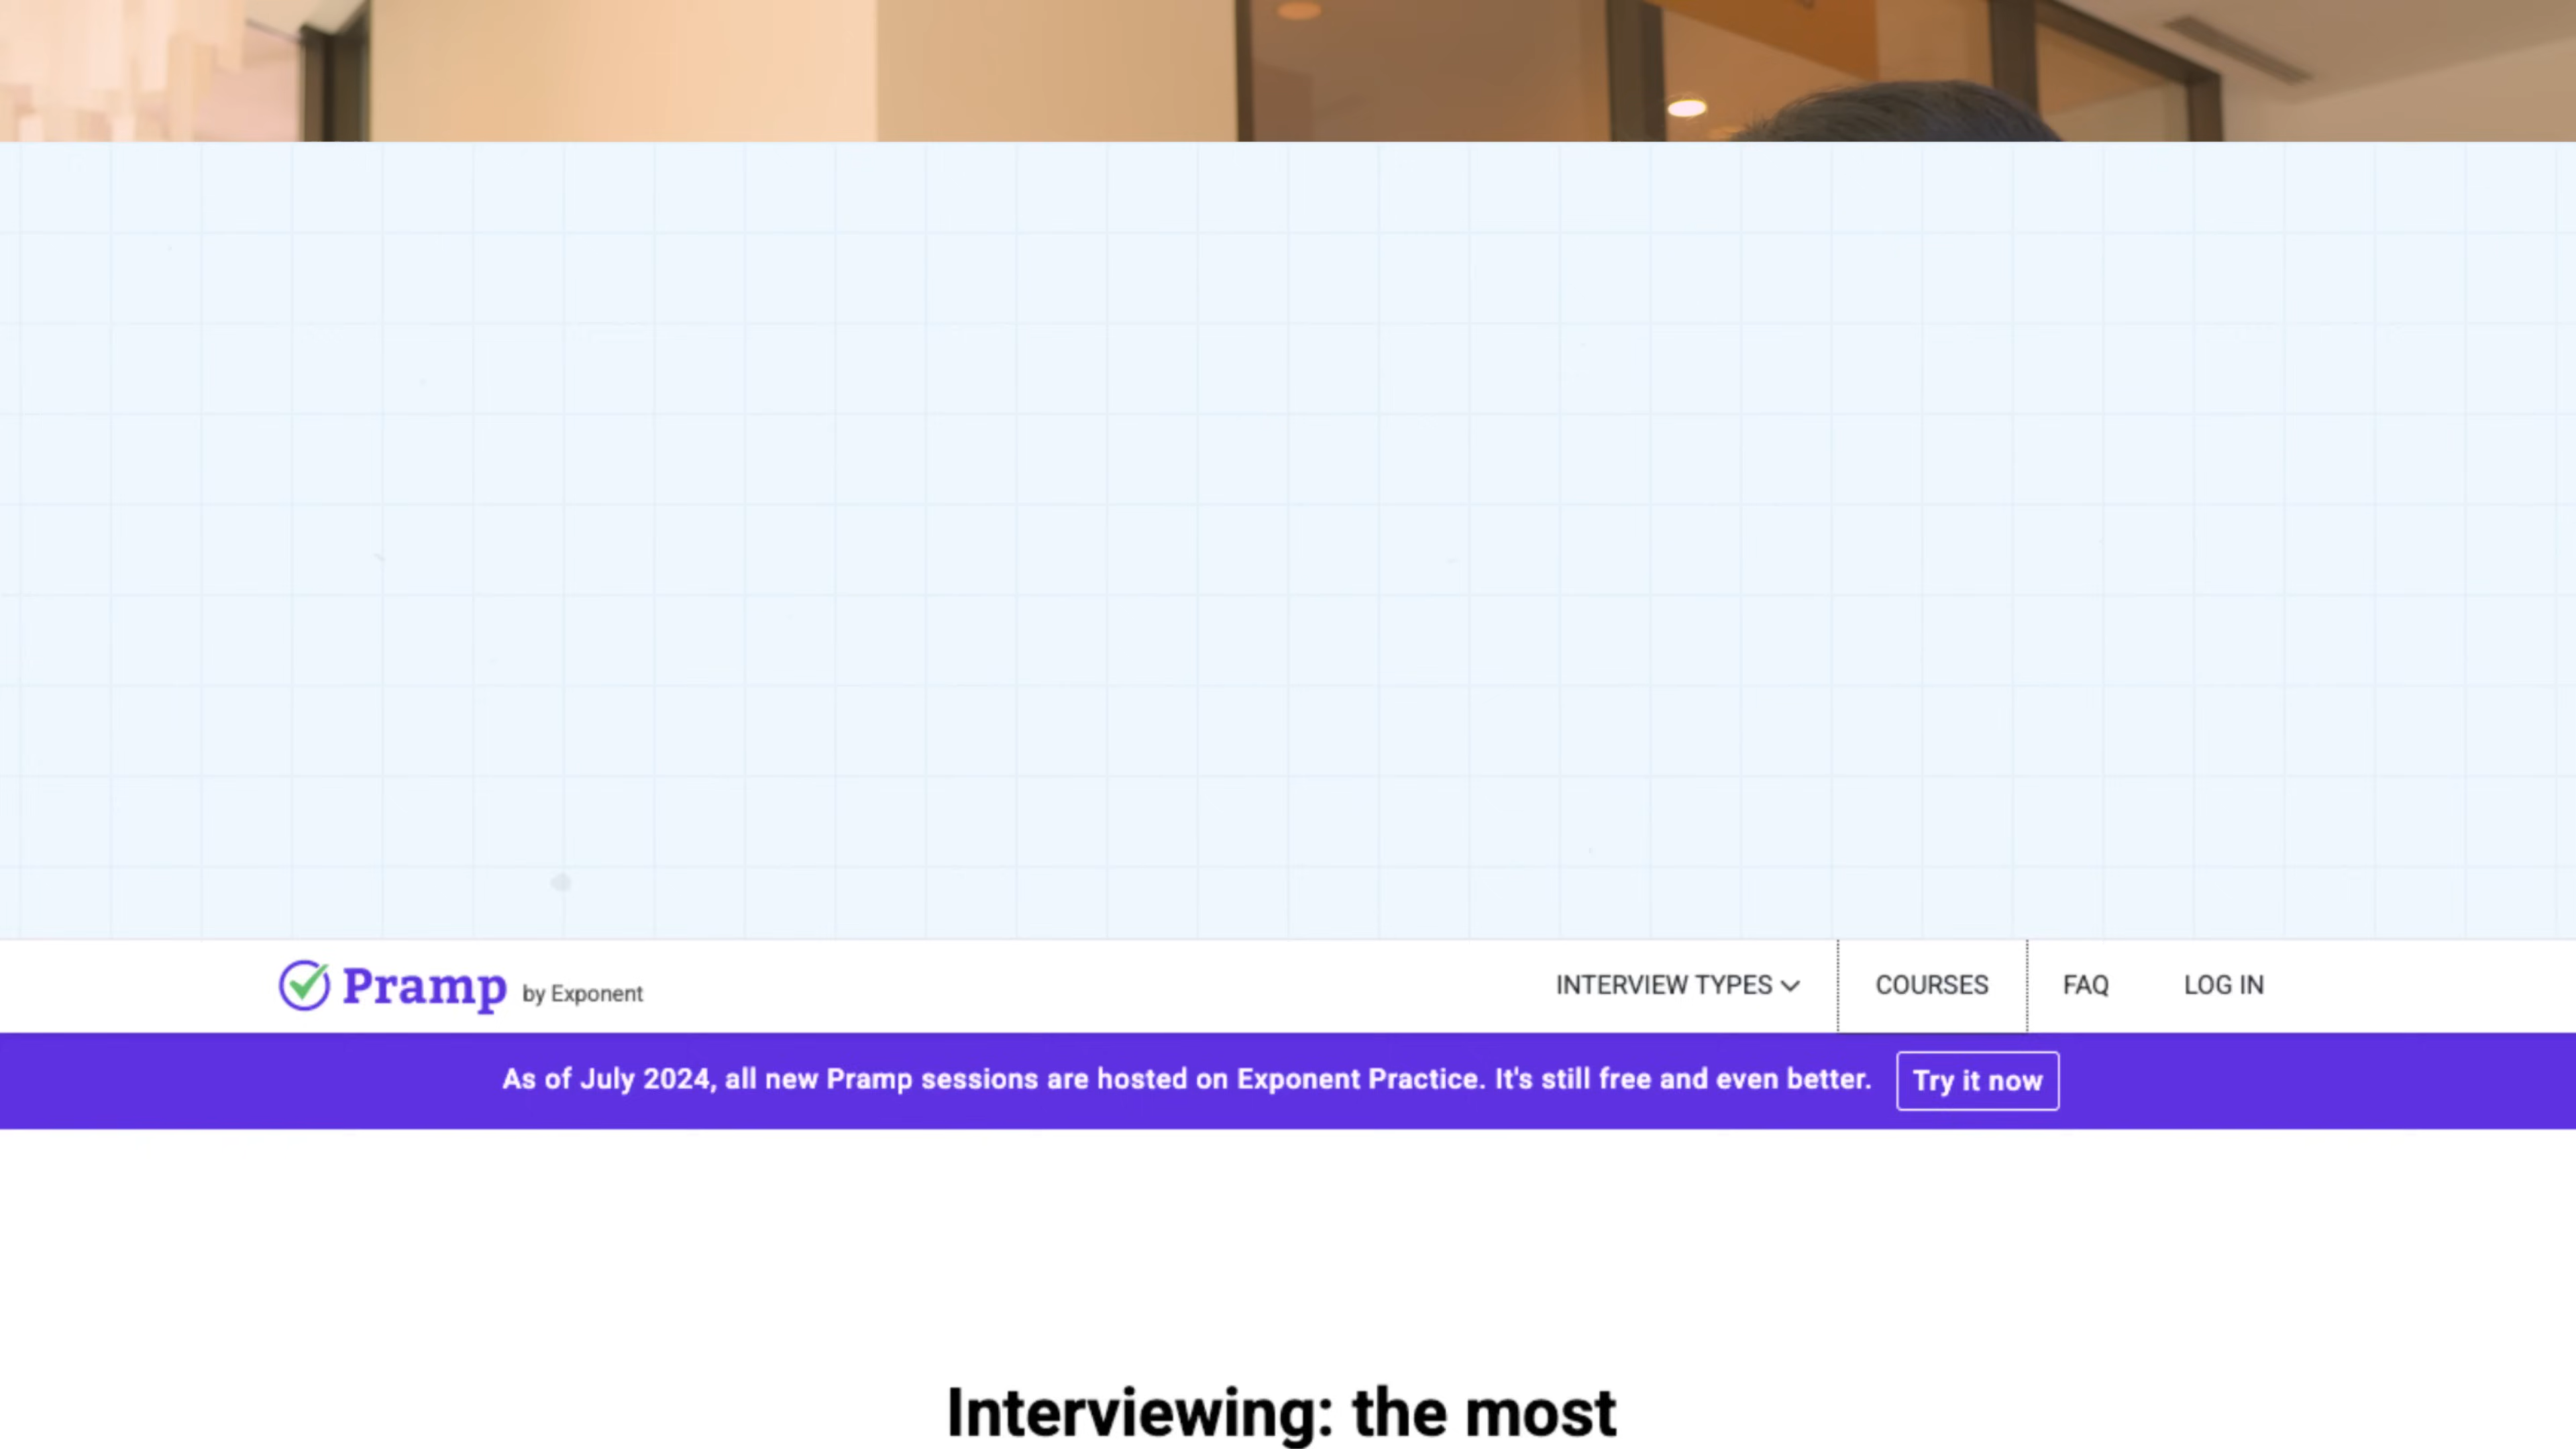 Pramp by Exponent
INTERVIEW TYPES
COURSES
FAQ
LOG IN
As of July 2024, all new Pramp sessions are hosted on Exponent Practice. It's still free and even better.
Try it now
Interviewing: the most